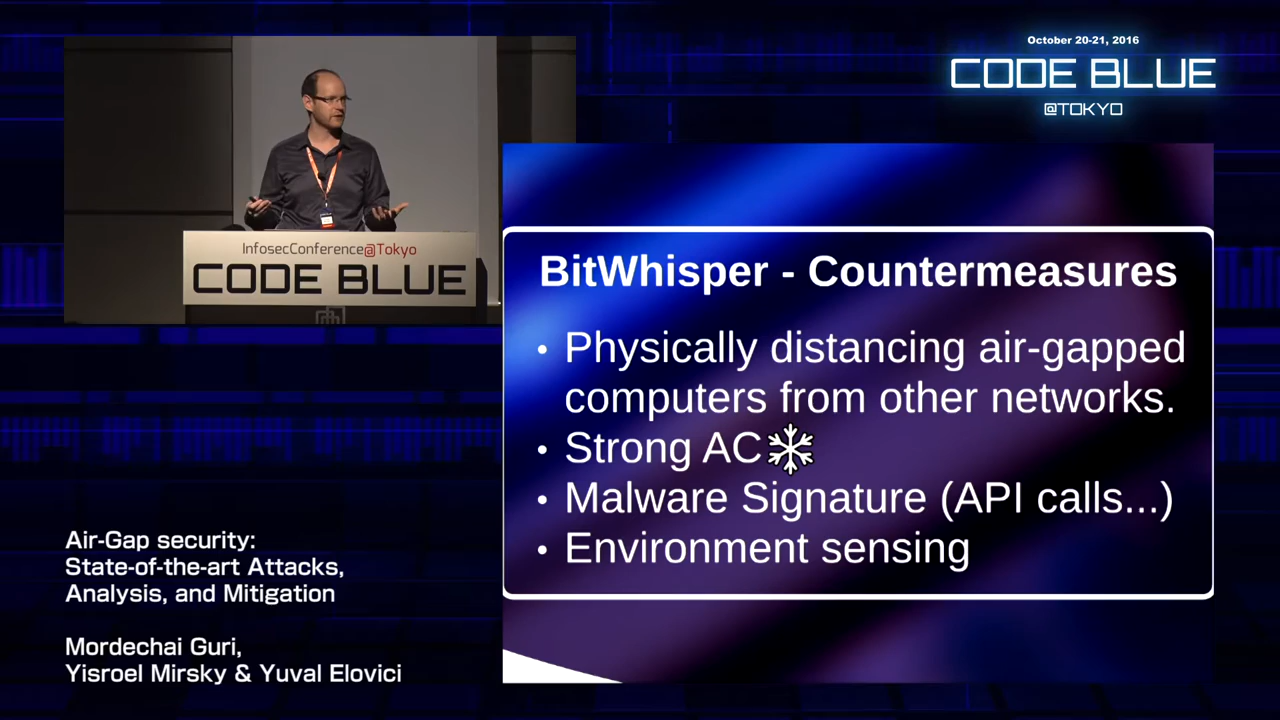 October 20-21, 2016
CODE BLUE
@TOKYO
InfosecConference@Tokyo
CODE BLUE
BitWhisper - Countermeasures
• Physically distancing air-gapped
computers from other networks.
• Strong AC
• Malware Signature (API calls...)
• Environment sensing
Air-Gap security:
State-of-the-art Attacks,
Analysis, and Mitigation
Mordechai Guri,
Yisroel Mirsky & Yuval Elovici